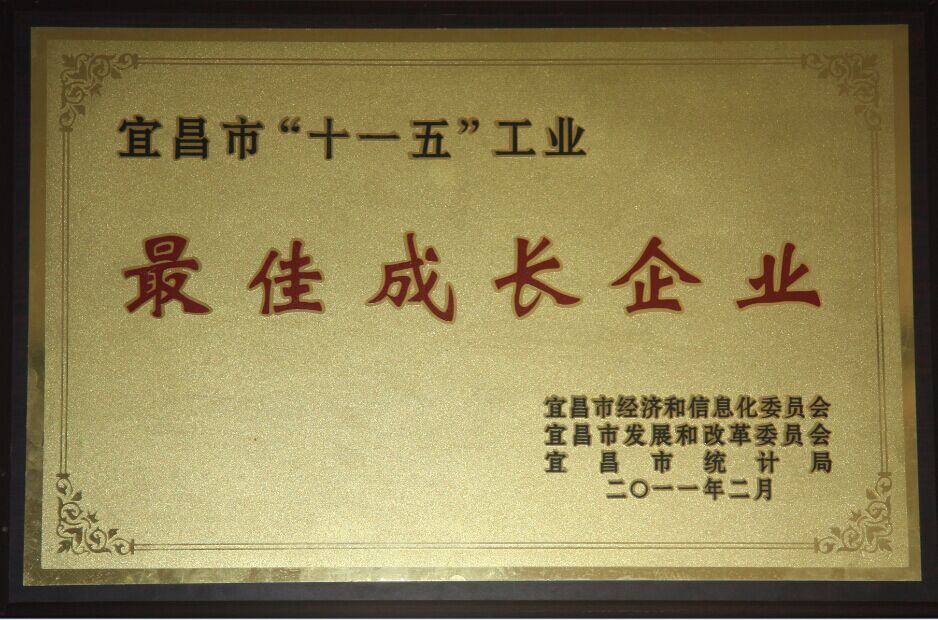 宜昌市“十一五”工业
最佳成长企业
宜昌市经济和信息化委员会
宜昌市发展和改革委员会
宜昌市统计局
二〇一一年二月